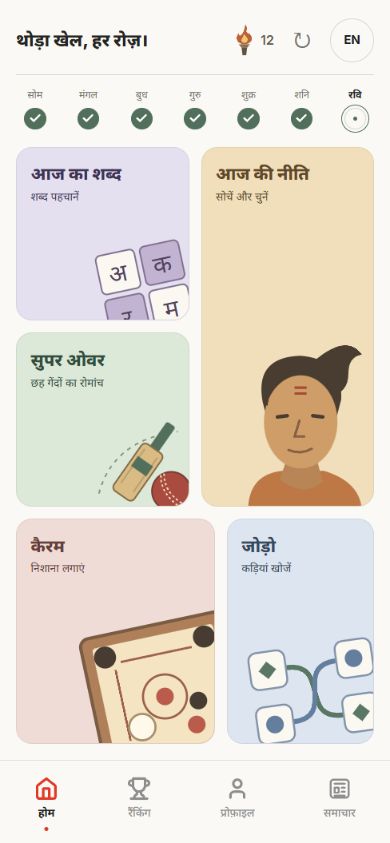 थोड़ा खेल, हर रोज़।
12
EN
सोम मंगल बुध गुरु शुक्र शनि रवि
आज का शब्द
शब्द पहचानें
अ क
र म
आज की नीति
सोचें और चुनें
सुपर ओवर
छह गेंदों का रोमांच
कैरम
निशाना लगाएं
जोड़ो
कड़ियां खोजें
होम रैंकिंग प्रोफ़ाइल समाचार